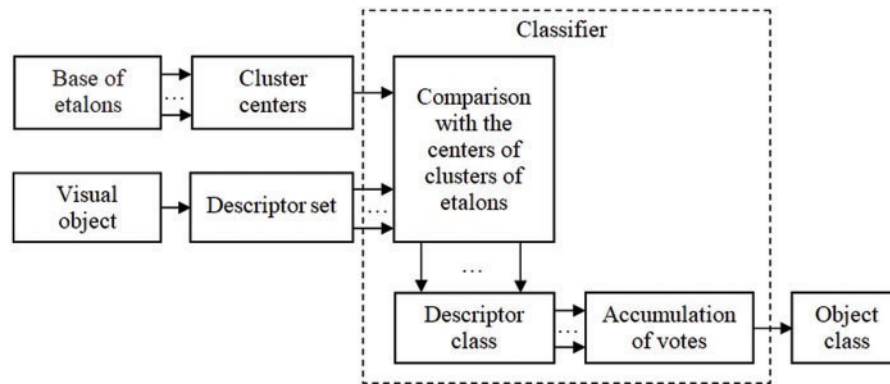 Classifier
Base of
etalons
...
Cluster
centers
Comparison
with the
centers of
clusters of
etalons
Visual
object
Descriptor set
...
...
Descriptor
class
...
Accumulation
of votes
Object
class